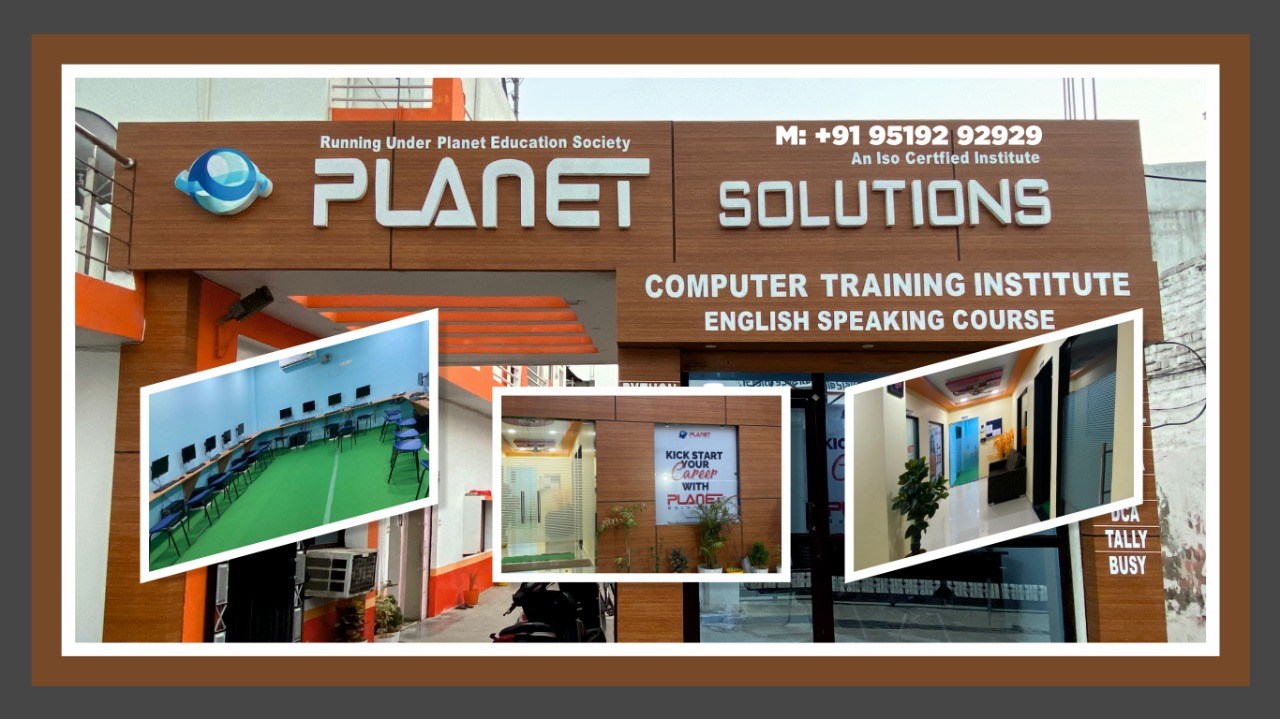 Running Under Planet Education Society
PLANET
M: +91 95192 92929
An Iso Certfied Institute
SOLUTIONS
COMPUTER TRAINING INSTITUTE
ENGLISH SPEAKING COURSE
PLANET
KICK START
YOUR
Career
WITH
PLANET
DCA
TALLY
BUSY